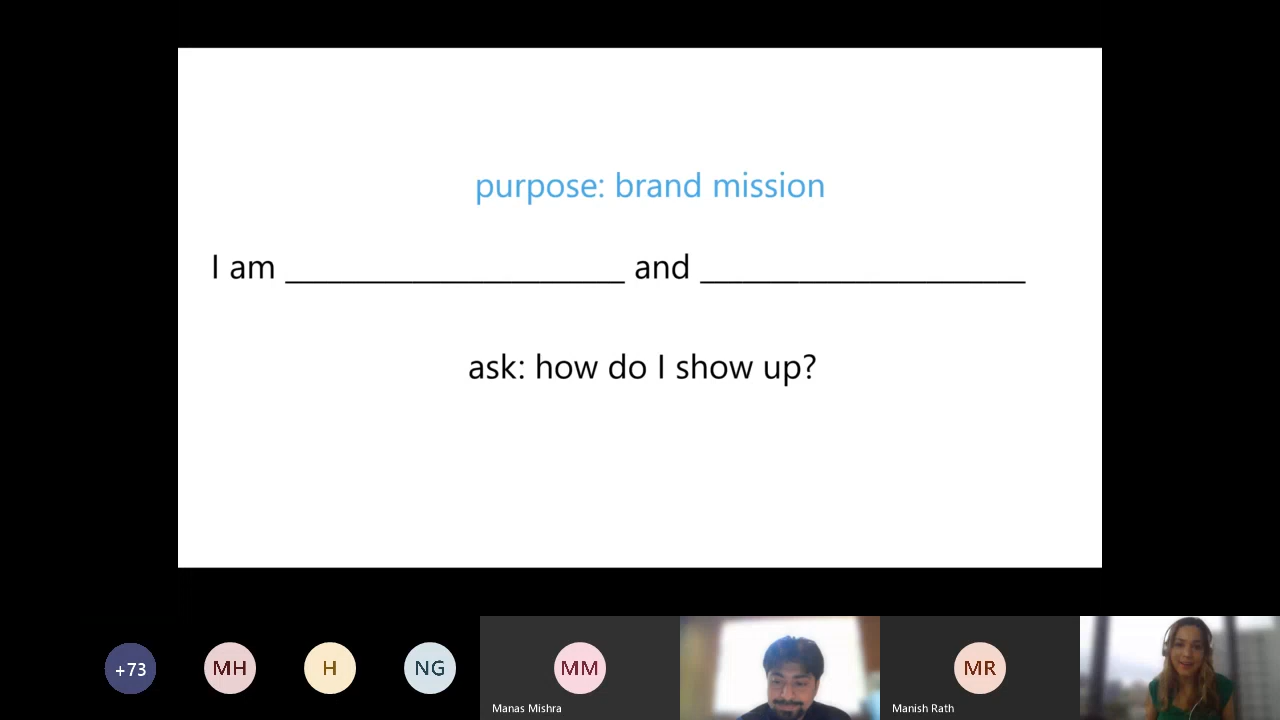 purpose: brand mission
I am ____________________ and ___________________
ask: how do I show up?
+73
MH
H
NG
MM
MR
Manas Mishra
Manish Rath